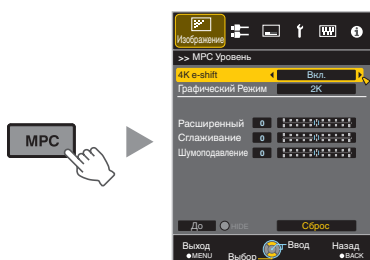 Изображение
>> MPC Уровень
4K e-shift Вкл.
Графический Режим 2K
Расширенный 0
Сглаживание 0
Шумоподавление 0
MPC
До HIDE Сброс
Выход Ввод Назад
MENU Выбор BACK